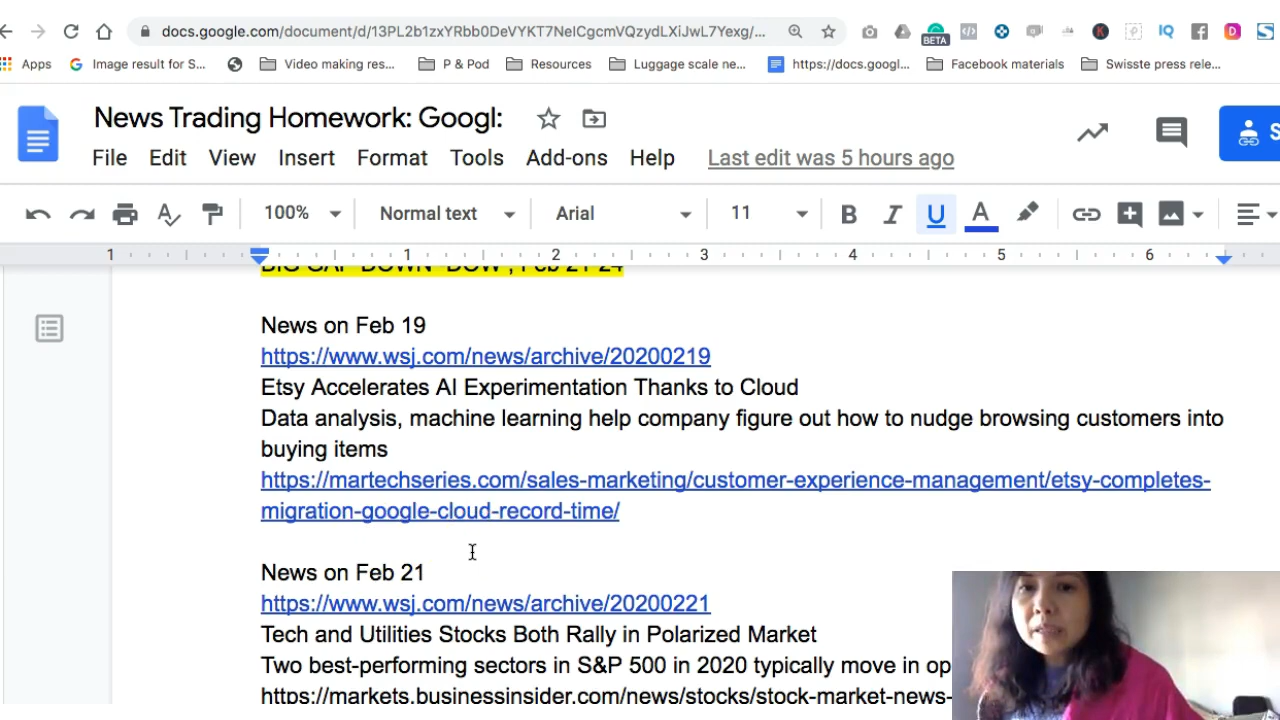 docs.google.com/document/d/13PL2b1zxYRbb0DeVYKT7NeICgcmVQzydLXiJwL7Yexg/...
BETA
IQ
Apps
Image result for S...
Video making res...
P & Pod
Resources
Luggage scale ne...
https://docs.googl...
Facebook materials
Swisste press rele...
News Trading Homework: Googl:
File Edit View Insert Format Tools Add-ons Help Last edit was 5 hours ago
S
100% Normal text Arial 11 B I U A
1 1 2 3 4 5 6
BIG GAP DOWN
News on Feb 19
https://www.wsj.com/news/archive/20200219
Etsy Accelerates AI Experimentation Thanks to Cloud
Data analysis, machine learning help company figure out how to nudge browsing customers into
buying items
https://martechseries.com/sales-marketing/customer-experience-management/etsy-completes-
migration-google-cloud-record-time/
News on Feb 21
https://www.wsj.com/news/archive/20200221
Tech and Utilities Stocks Both Rally in Polarized Market
Two best-performing sectors in S&P 500 in 2020 typically move in op
https://markets.businessinsider.com/news/stocks/stock-market-news-